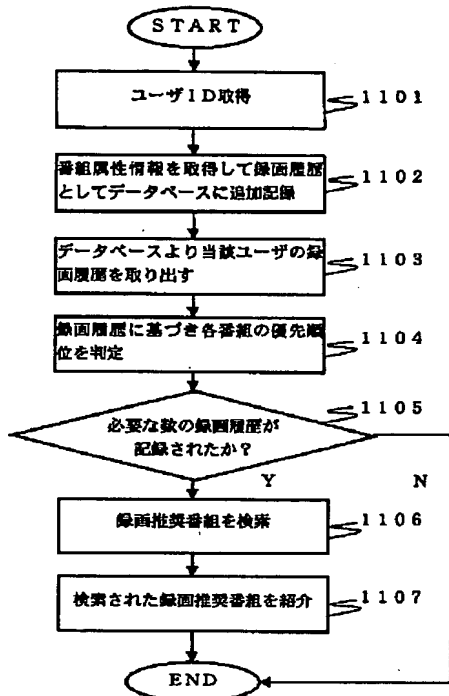 START
ユーザID取得
1101
番組属性情報を取得して録画履歴
としてデータベースに追加記録
1102
データベースより当該ユーザの録
画履歴を取り出す
1103
録画履歴に基づき各番組の優先順
位を判定
1104
必要な数の録画履歴が
記録されたか？
1105
Y
N
録画推奨番組を検索
1106
検索された録画推奨番組を紹介
1107
END